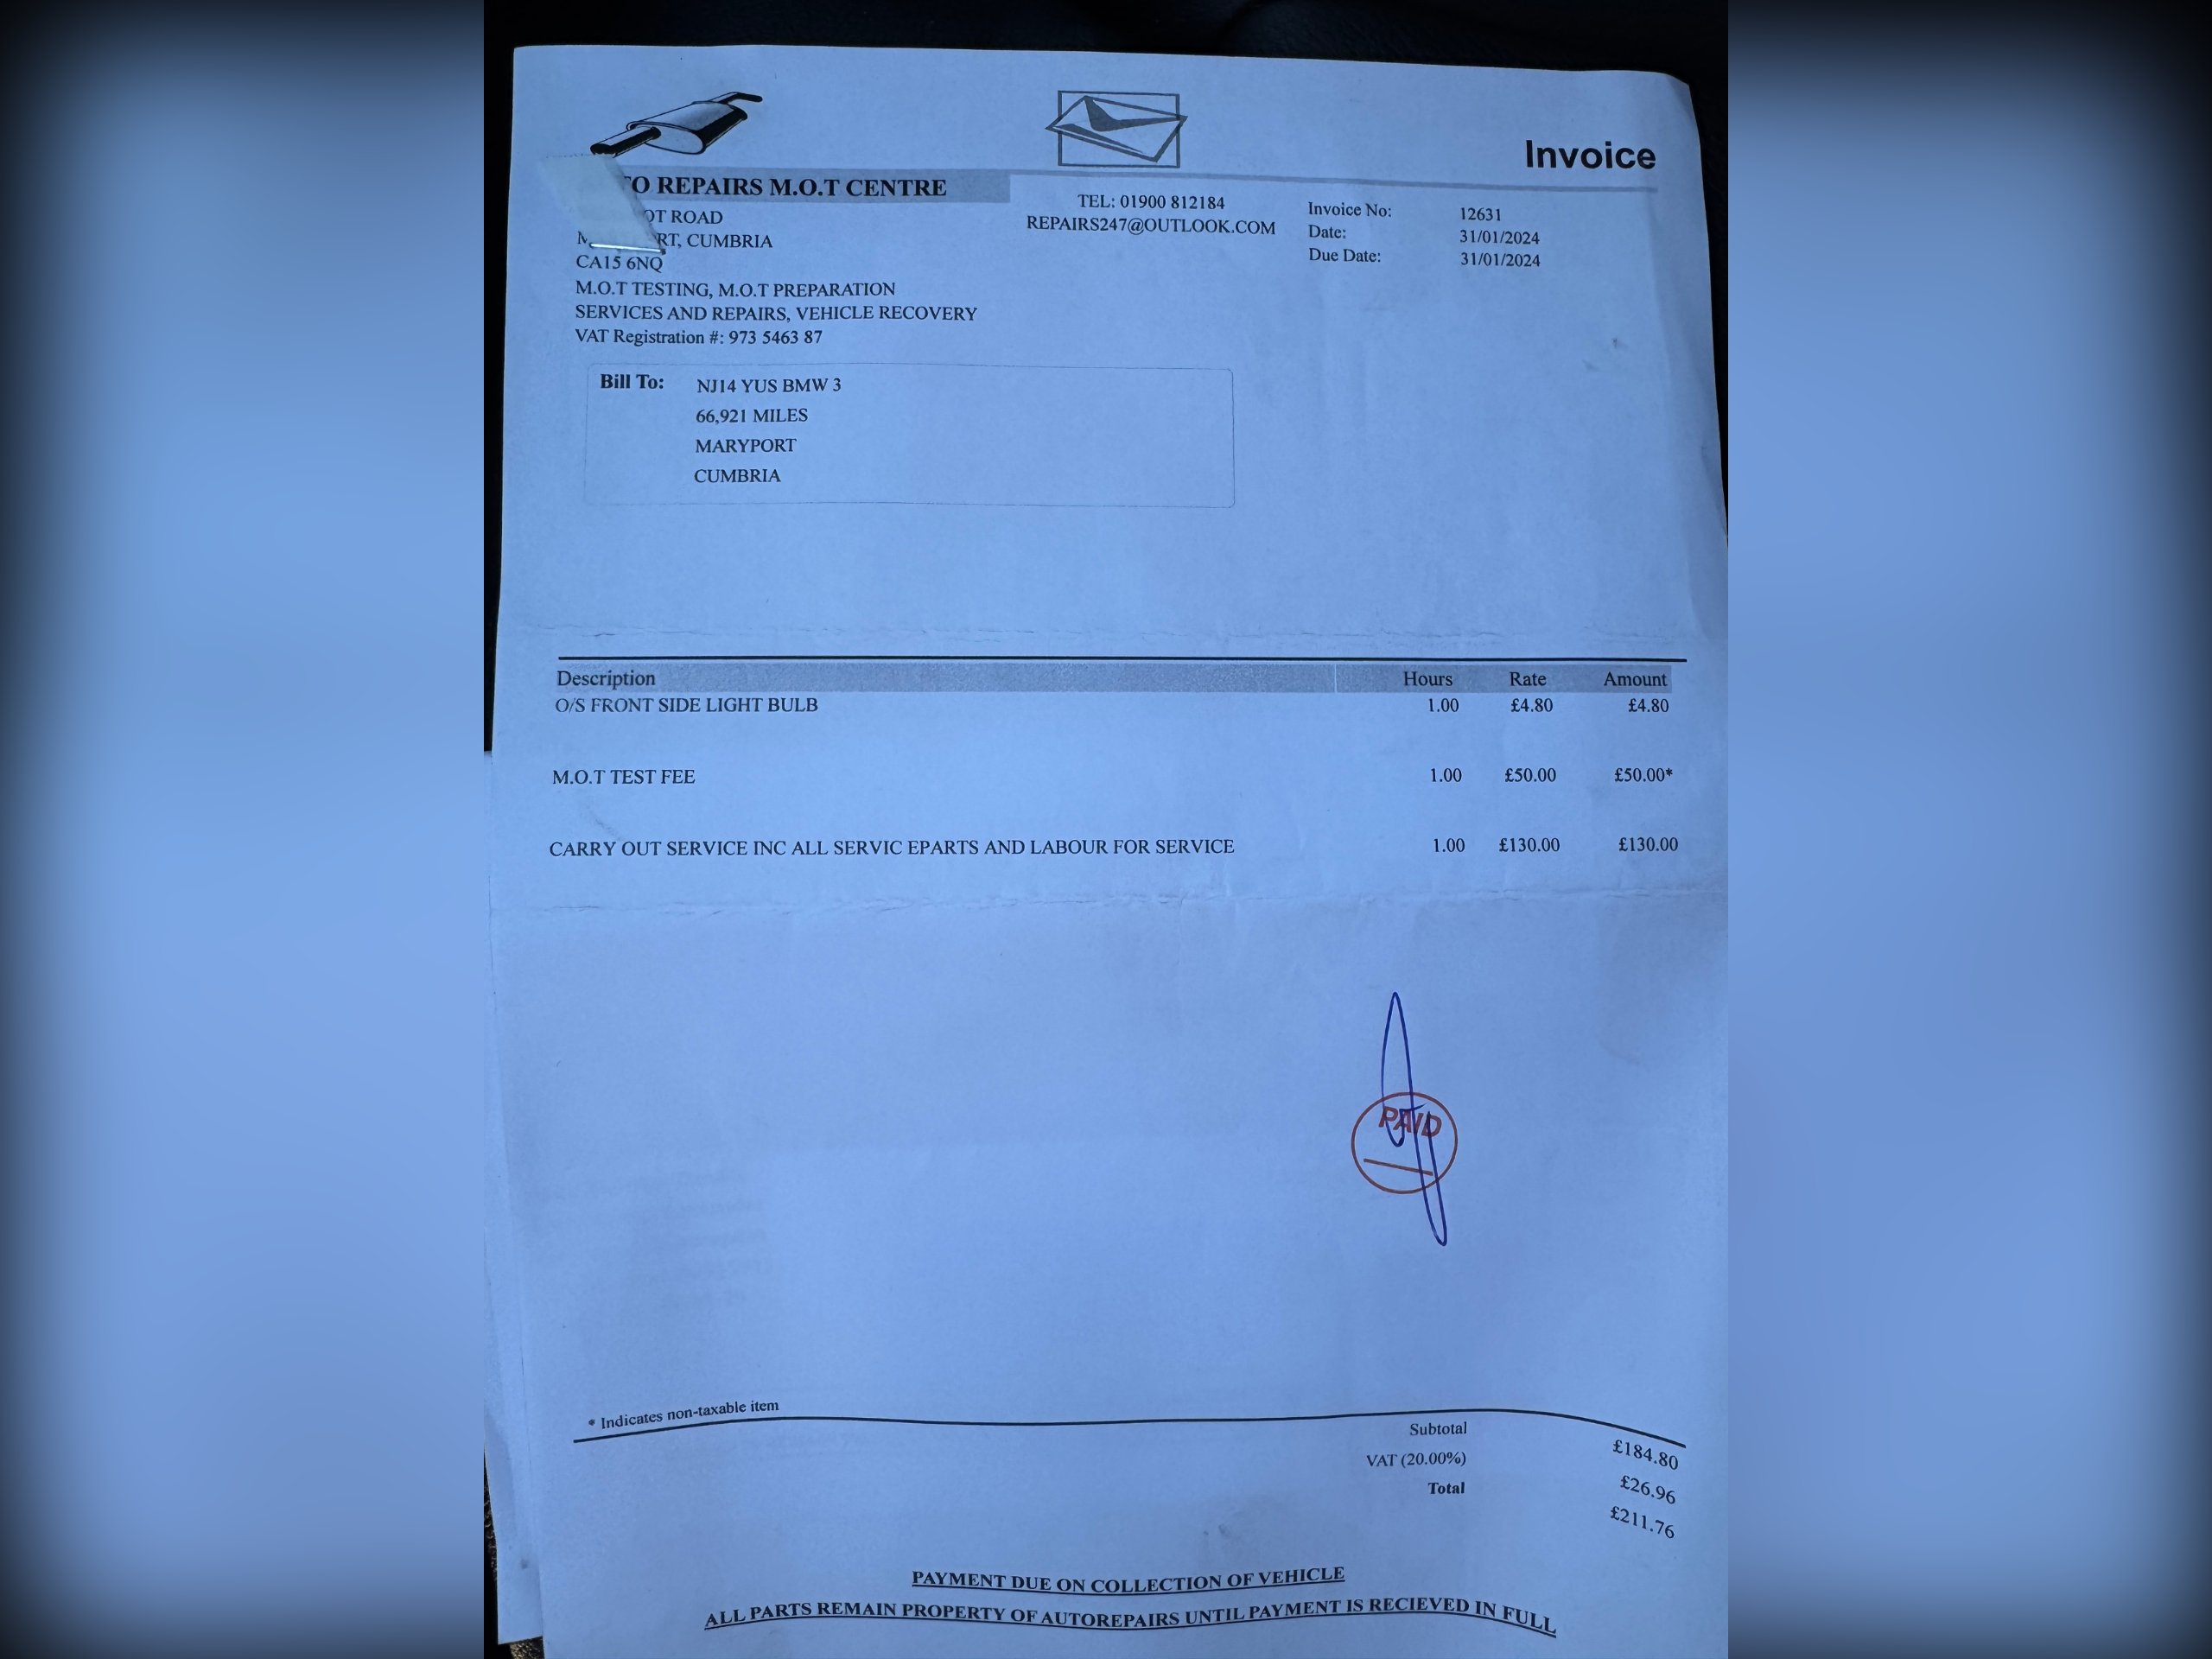 Invoice
TO REPAIRS M.O.T CENTRE
OT ROAD
RT, CUMBRIA
CA15 6NQ
M.O.T TESTING, M.O.T PREPARATION
SERVICES AND REPAIRS, VEHICLE RECOVERY
VAT Registration #: 973 5463 87
TEL: 01900 812184
REPAIRS247@OUTLOOK.COM
Invoice No: 12631
Date: 31/01/2024
Due Date: 31/01/2024
Bill To: NJ14 YUS BMW 3
66,921 MILES
MARYPORT
CUMBRIA
Description Hours Rate Amount
O/S FRONT SIDE LIGHT BULB 1.00 £4.80 £4.80
M.O.T TEST FEE 1.00 £50.00 £50.00*
CARRY OUT SERVICE INC ALL SERVIC EPARTS AND LABOUR FOR SERVICE 1.00 £130.00 £130.00
PAID
* Indicates non-taxable item
Subtotal £184.80
VAT (20.00%) £26.96
Total £211.76
PAYMENT DUE ON COLLECTION OF VEHICLE
ALL PARTS REMAIN PROPERTY OF AUTOREPAIRS UNTIL PAYMENT IS RECIEVED IN FULL